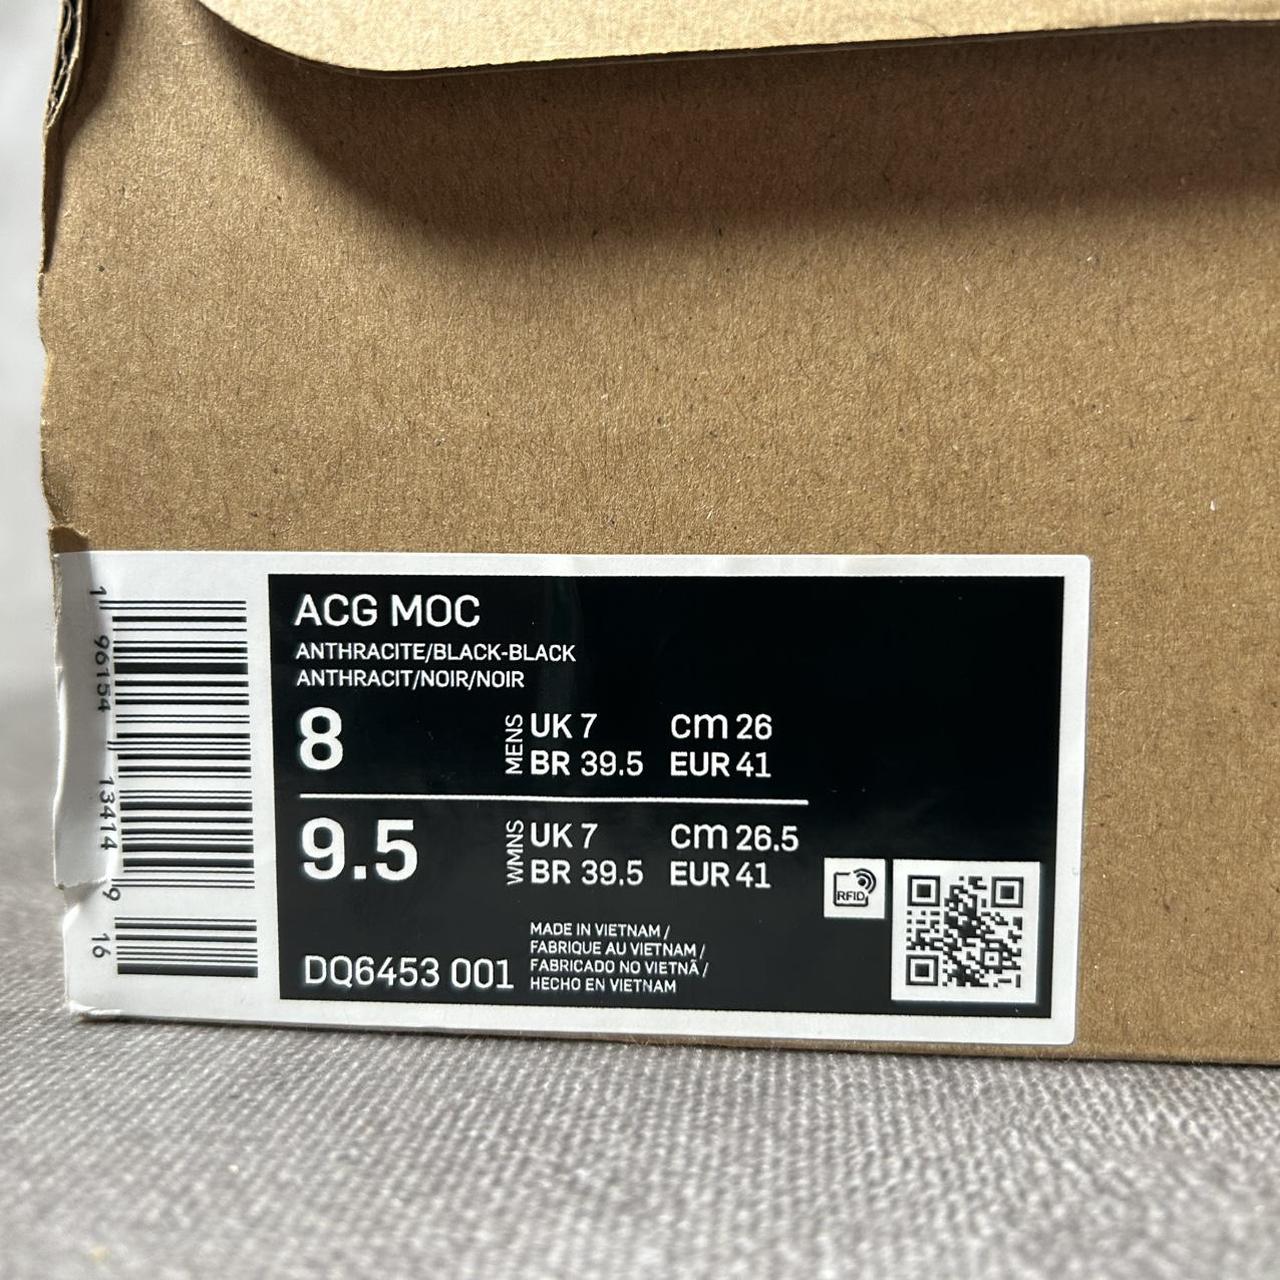 ACG MOC
ANTHRACITE/BLACK-BLACK
ANTHRACIT/NOIR/NOIR
8 MENS UK 7 cm 26
BR 39.5 EUR 41
9.5 WMNS UK 7 cm 26.5
BR 39.5 EUR 41
RFID
DQ6453 001
MADE IN VIETNAM /
FABRIQUE AU VIETNAM /
FABRICADO NO VIETNÃ /
HECHO EN VIETNAM
1 96154 13414 9 16